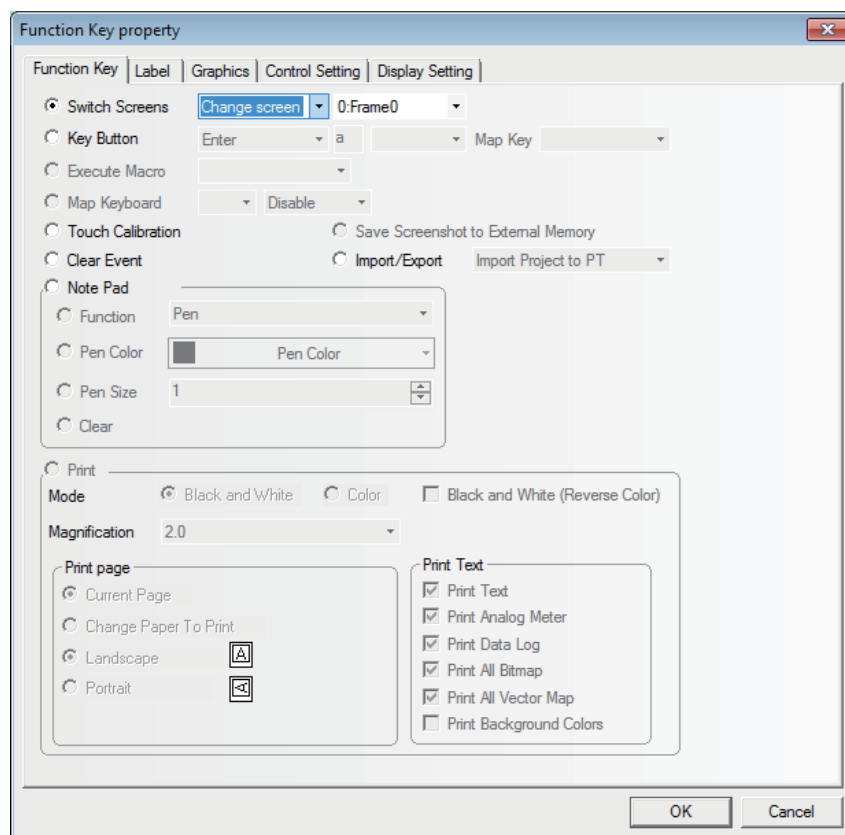 Function Key property
Function Key Label Graphics Control Setting Display Setting
Switch Screens Change screen 0:Frame0
Key Button Enter a Map Key
Execute Macro
Map Keyboard Disable
Touch Calibration Save Screenshot to External Memory
Clear Event Import/Export Import Project to PT
Note Pad
Function Pen
Pen Color Pen Color
Pen Size 1
Clear
Print
Mode Black and White Color Black and White (Reverse Color)
Magnification 2.0
Print page
Current Page
Change Paper To Print
Landscape A
Portrait A
Print Text
Print Text
Print Analog Meter
Print Data Log
Print All Bitmap
Print All Vector Map
Print Background Colors
OK Cancel